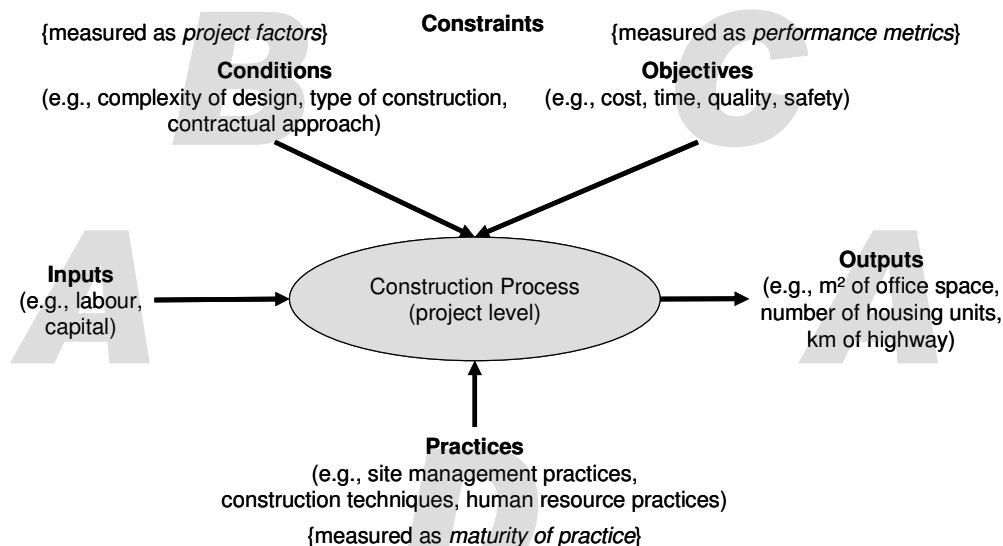 Constraints
{measured as project factors}
Conditions
(e.g., complexity of design, type of construction,
contractual approach)
B
{measured as performance metrics}
Objectives
(e.g., cost, time, quality, safety)
C
Inputs
(e.g., labour,
capital)
A
Construction Process
(project level)
Outputs
(e.g., m² of office space,
number of housing units,
km of highway)
A
Practices
(e.g., site management practices,
construction techniques, human resource practices)
{measured as maturity of practice}
D